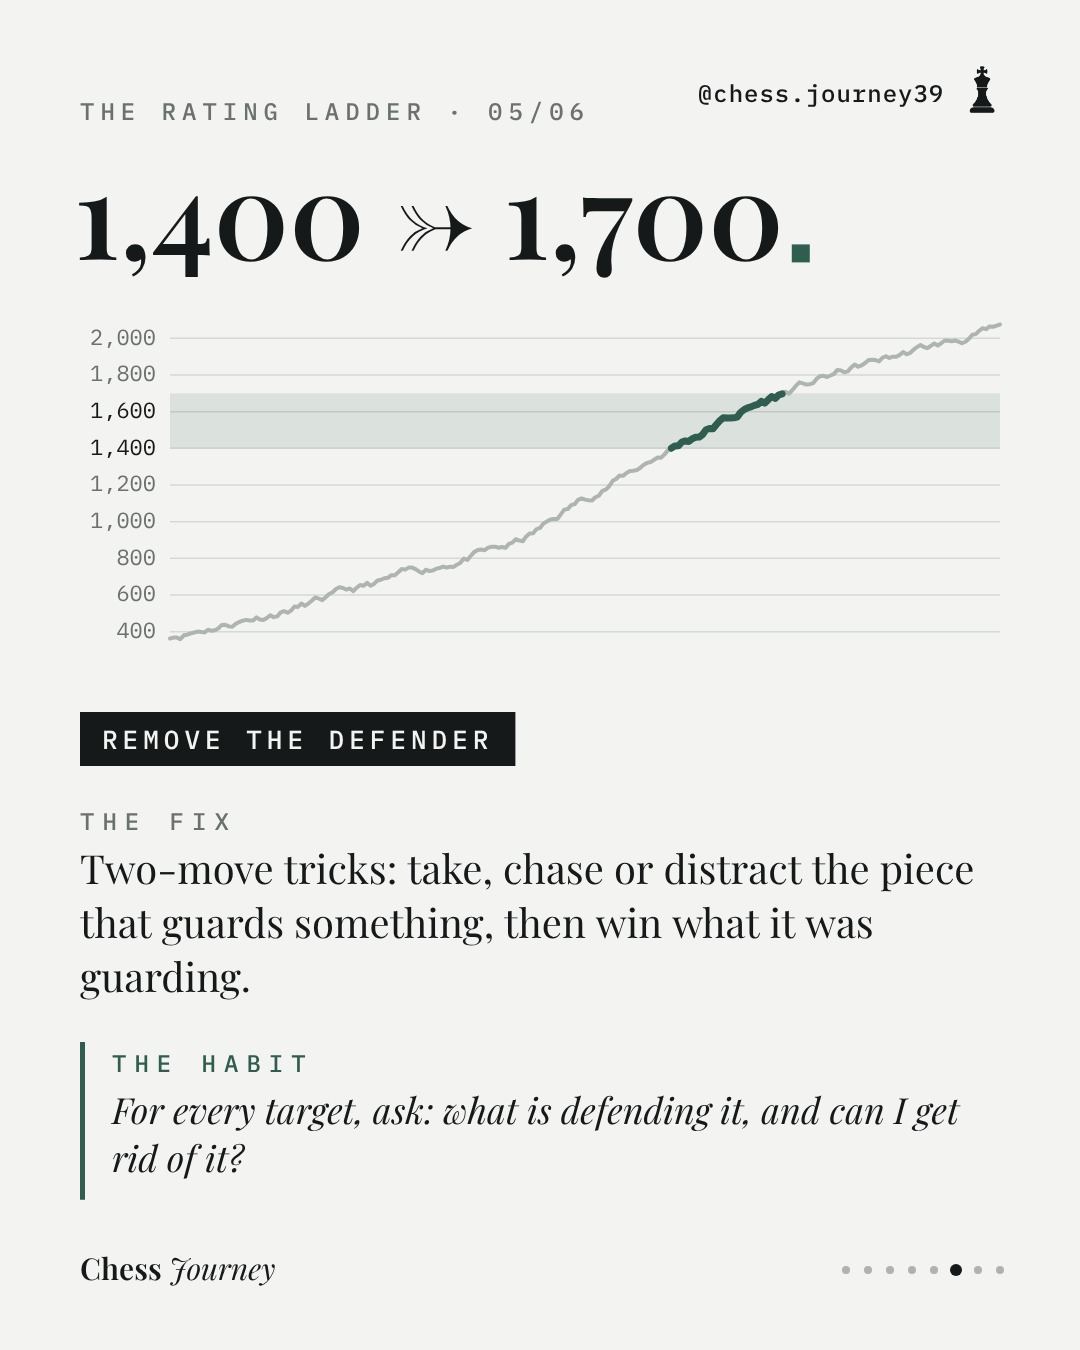 THE RATING LADDER · 05/06
@chess.journey39
1,400 ➳ 1,700.
2,000
1,800
1,600
1,400
1,200
1,000
800
600
400
REMOVE THE DEFENDER
THE FIX
Two-move tricks: take, chase or distract the piece
that guards something, then win what it was
guarding.
THE HABIT
For every target, ask: what is defending it, and can I get
rid of it?
Chess Journey